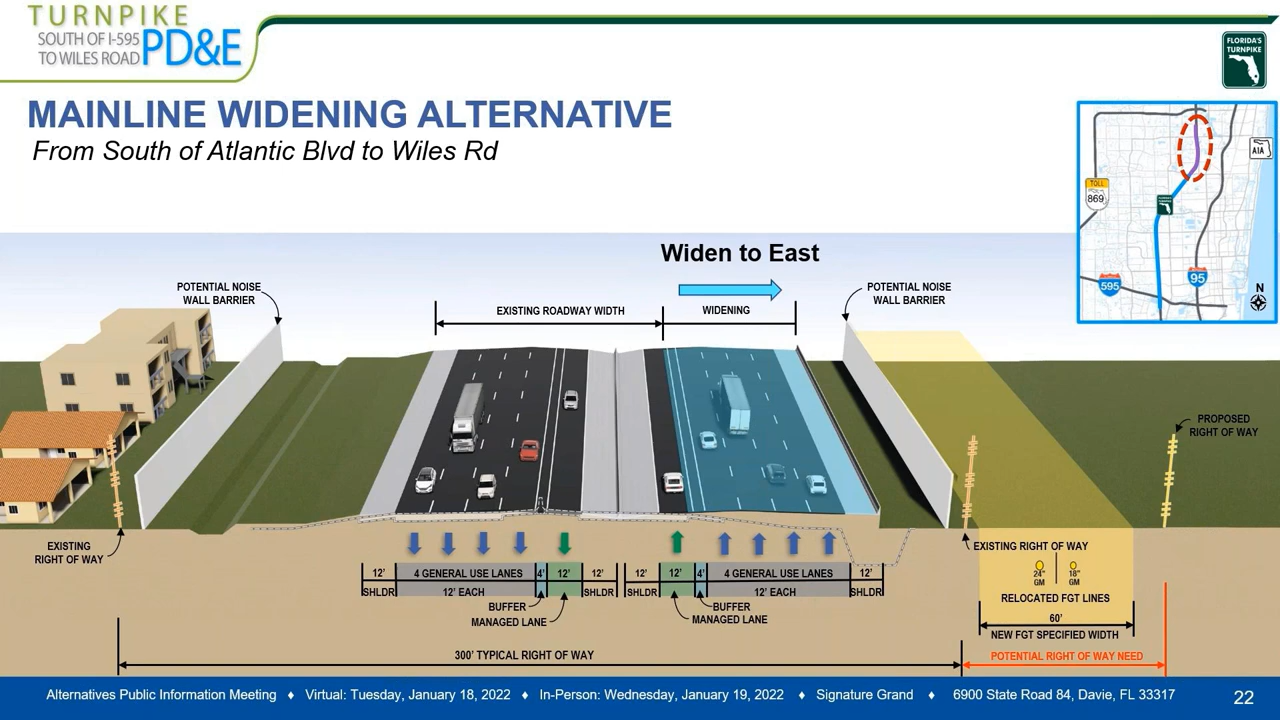 TURNPIKE
SOUTH OF I-595
TO WILES ROAD
PD&E
FLORIDA'S
TURNPIKE
MAINLINE WIDENING ALTERNATIVE
From South of Atlantic Blvd to Wiles Rd
A1A
TOLL
869
595
95
N
Widen to East
POTENTIAL NOISE
WALL BARRIER
EXISTING ROADWAY WIDTH
WIDENING
POTENTIAL NOISE
WALL BARRIER
PROPOSED
RIGHT OF WAY
EXISTING
RIGHT OF WAY
EXISTING RIGHT OF WAY
12' 4 GENERAL USE LANES 4' 12' 12' 12' 12' 4' 4 GENERAL USE LANES 12'
SHLDR 12' EACH SHLDR SHLDR 12' EACH SHLDR
BUFFER
MANAGED LANE
BUFFER
MANAGED LANE
24" 18"
GM GM
RELOCATED FGT LINES
60'
NEW FGT SPECIFIED WIDTH
300' TYPICAL RIGHT OF WAY
POTENTIAL RIGHT OF WAY NEED
Alternatives Public Information Meeting ♦ Virtual: Tuesday, January 18, 2022 ♦ In-Person: Wednesday, January 19, 2022 ♦ Signature Grand ♦ 6900 State Road 84, Davie, FL 33317
22